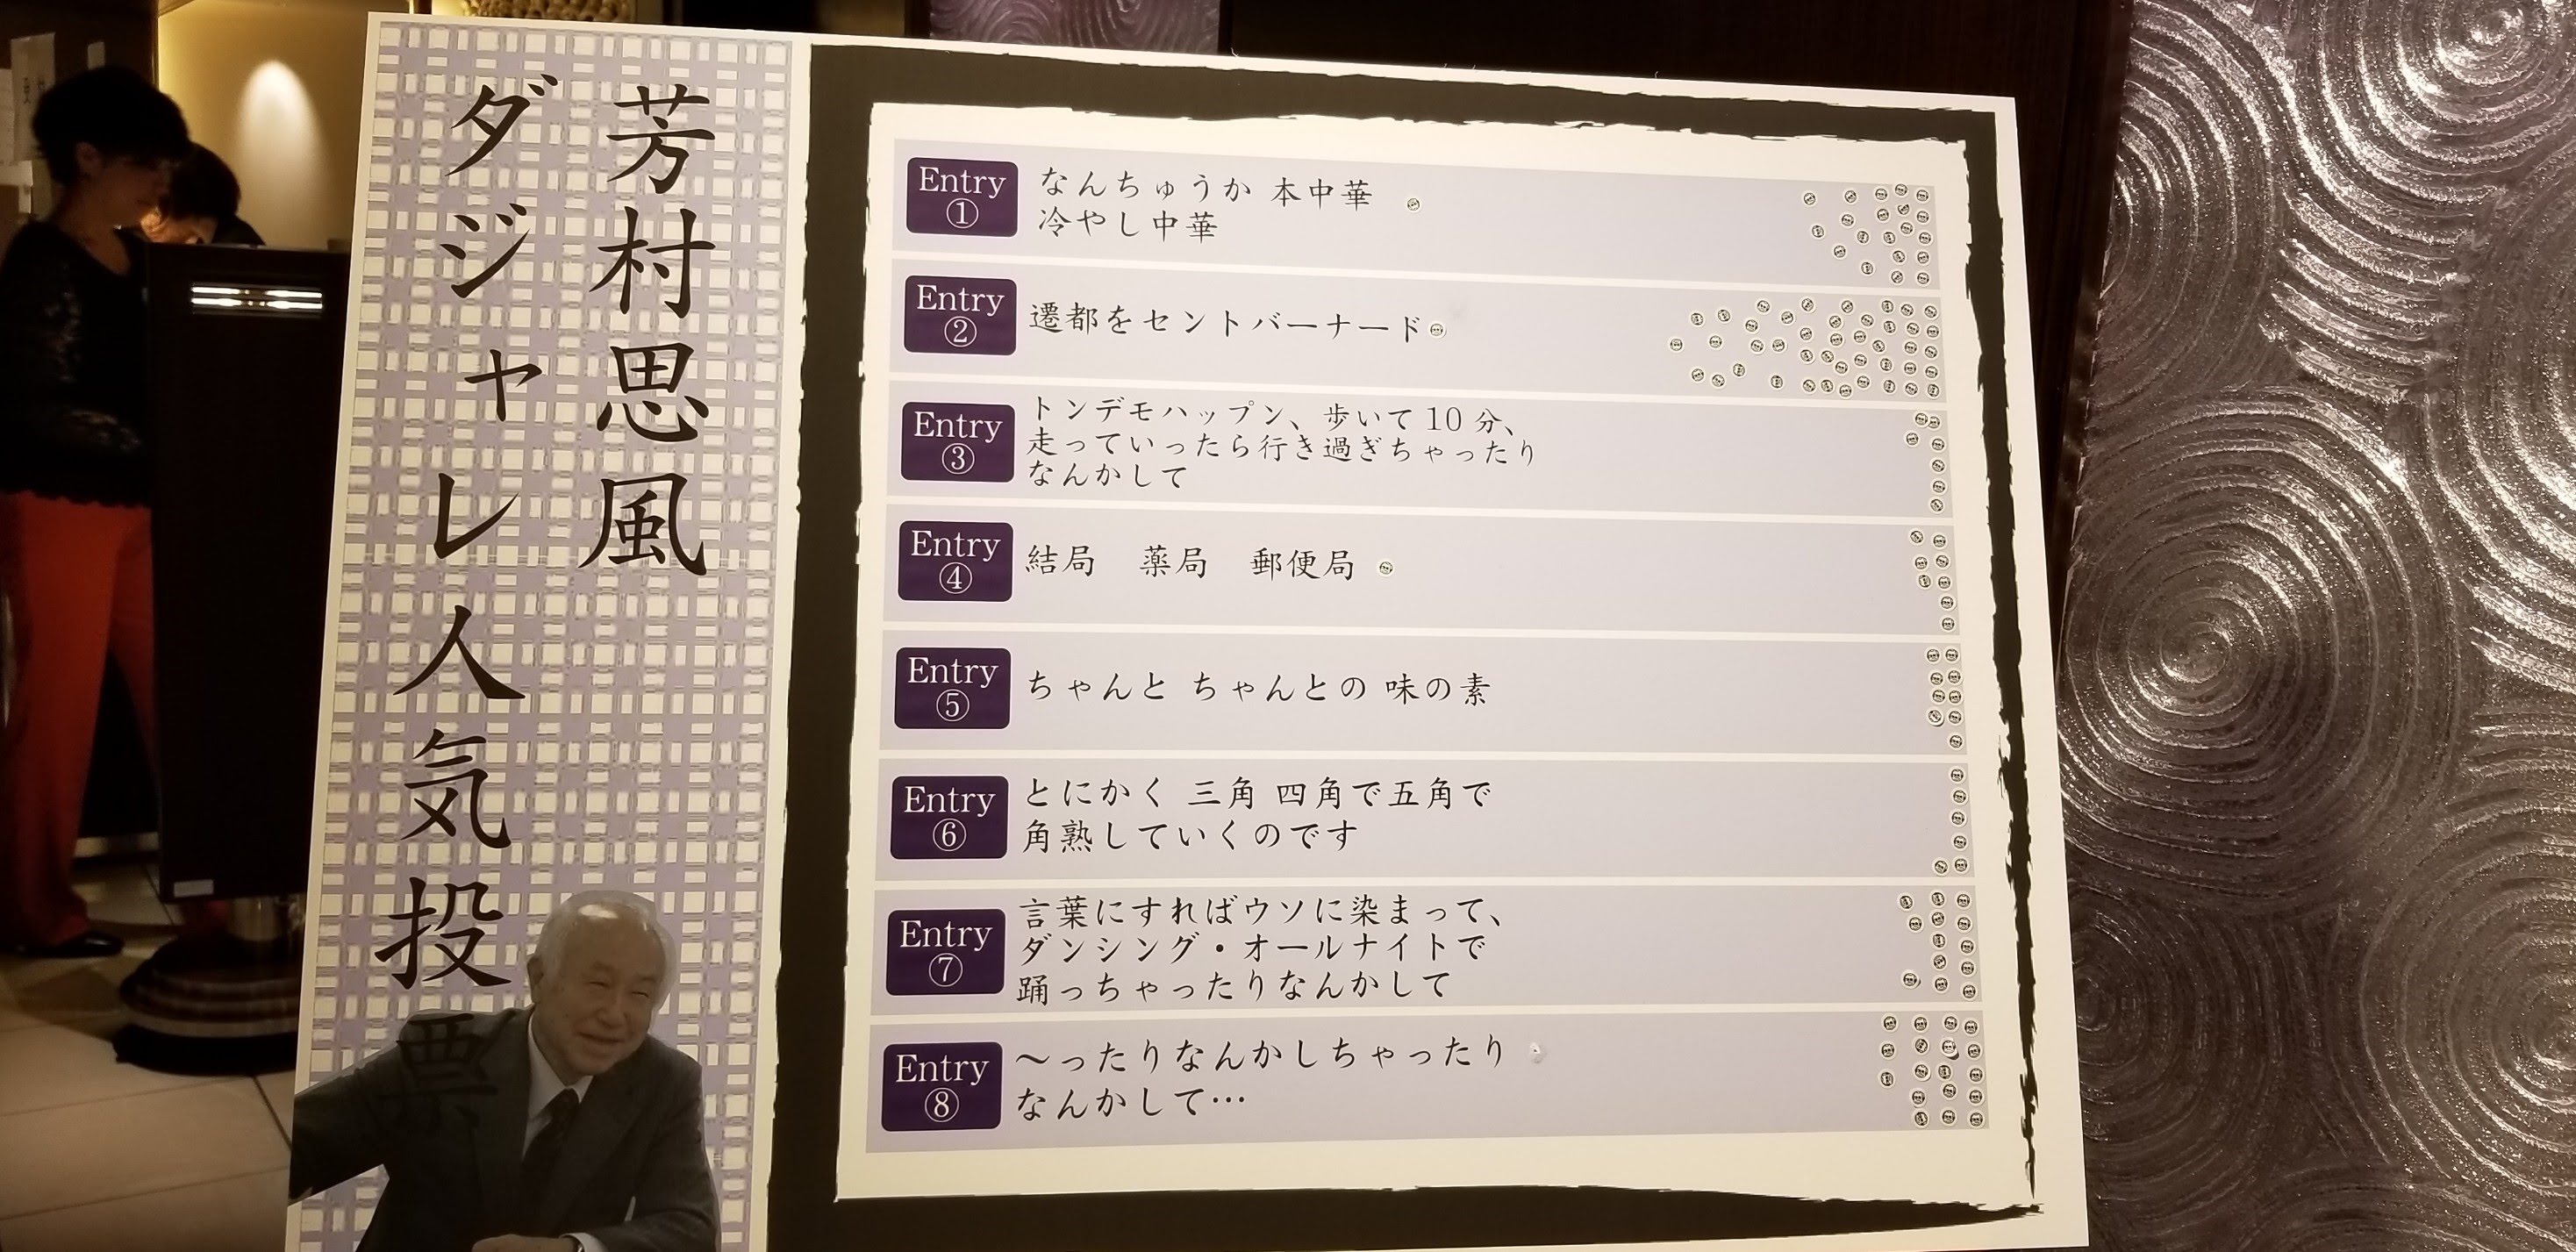 芳村思風
ダジャレ人気投票
Entry
①
なんちゅうか 本中華
冷やし中華
Entry
②
遷都をセントバーナード
Entry
③
トンデモハップン、歩いて10分、
走っていったら行き過ぎちゃったり
なんかして
Entry
④
結局　薬局　郵便局
Entry
⑤
ちゃんと ちゃんとの 味の素
Entry
⑥
とにかく 三角 四角で五角で
角熟していくのです
Entry
⑦
言葉にすればウソに染まって、
ダンシング・オールナイトで
踊っちゃったりなんかして
Entry
⑧
～ったりなんかしちゃったり
なんかして…